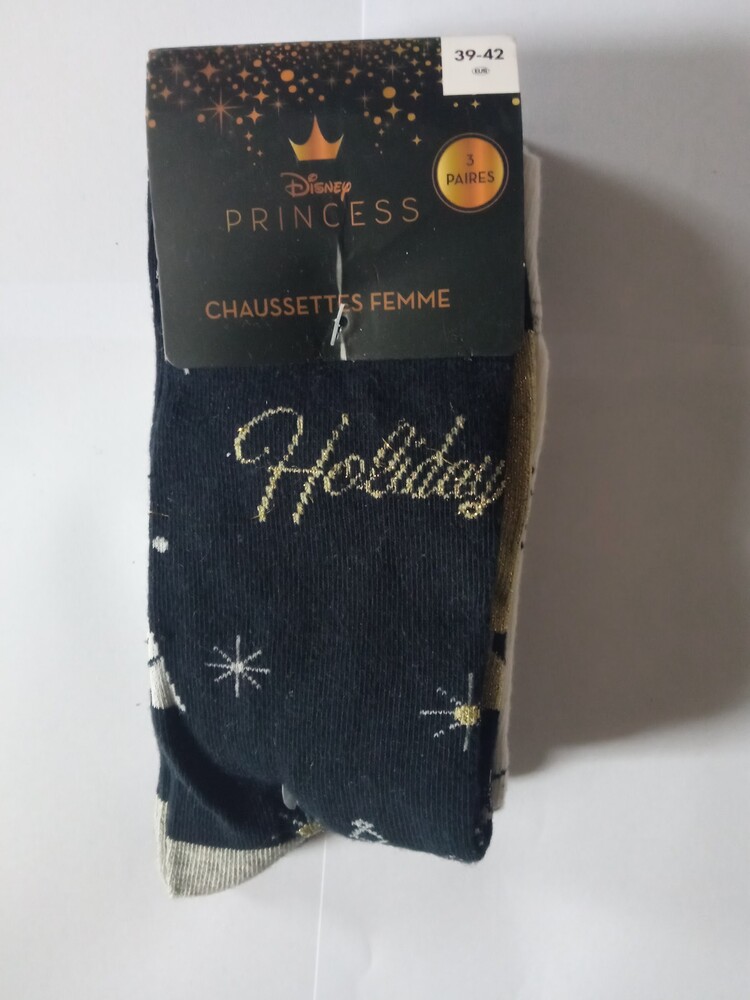 39-42
EUR
3
PAIRES
Disney
PRINCESS
CHAUSSETTES FEMME
Holiday